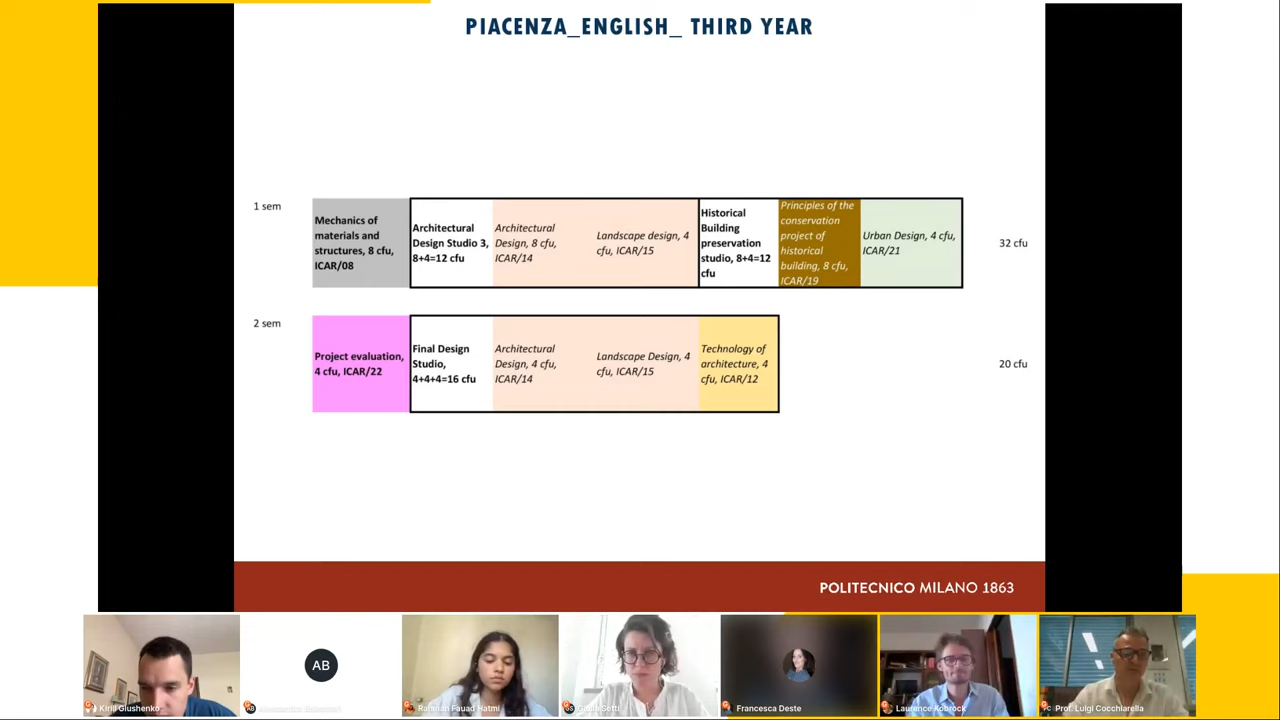 PIACENZA_ENGLISH_ THIRD YEAR
1 sem
Mechanics of
materials and
structures, 8 cfu,
ICAR/08
Architectural
Design Studio 3,
8+4=12 cfu
Architectural
Design, 8 cfu,
ICAR/14
Landscape design, 4
cfu, ICAR/15
Historical
Building
preservation
studio, 8+4=12
cfu
Principles of the
conservation
project of
historical
building, 8 cfu,
ICAR/19
Urban Design, 4 cfu,
ICAR/21
32 cfu
2 sem
Project evaluation,
4 cfu, ICAR/22
Final Design
Studio,
4+4+4=16 cfu
Architectural
Design, 4 cfu,
ICAR/14
Landscape Design, 4
cfu, ICAR/15
Technology of
architecture, 4
cfu, ICAR/12
20 cfu
POLITECNICO MILANO 1863
AB
Kirill Glushenko
Fauad Hatmi
Setti
Francesca Deste
Laurence Kobrock
Prof. Luigi Cocchiarella